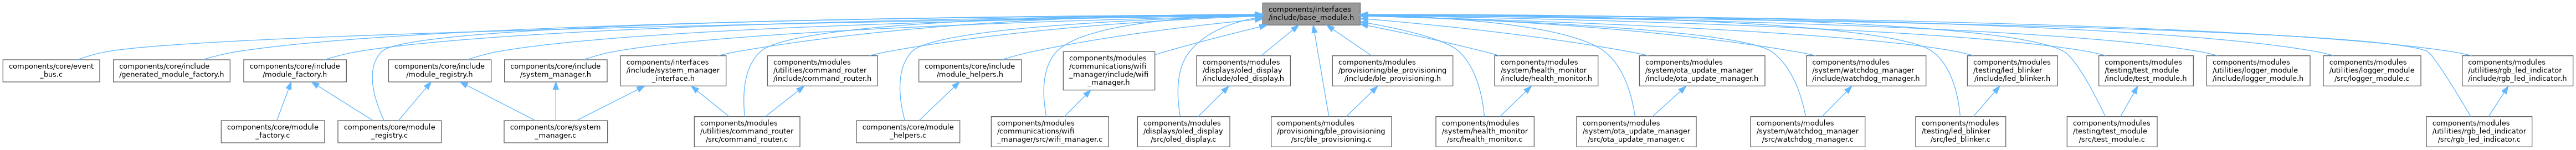 components/interfaces
/include/base_module.h
components/core/event
_bus.c
components/core/include
/generated_module_factory.h
components/core/include
/module_factory.h
components/core/include
/module_registry.h
components/core/include
/system_manager.h
components/interfaces
/include/system_manager
_interface.h
components/modules
/utilities/command_router
/include/command_router.h
components/core/include
/module_helpers.h
components/modules
/communications/wifi
_manager/include/wifi
_manager.h
components/modules
/displays/oled_display
/include/oled_display.h
components/modules
/provisioning/ble_provisioning
/include/ble_provisioning.h
components/modules
/system/health_monitor
/include/health_monitor.h
components/modules
/system/ota_update_manager
/include/ota_update_manager.h
components/modules
/system/watchdog_manager
/include/watchdog_manager.h
components/modules
/testing/led_blinker
/include/led_blinker.h
components/modules
/testing/test_module
/include/test_module.h
components/modules
/utilities/logger_module
/include/logger_module.h
components/modules
/utilities/logger_module
/src/logger_module.c
components/modules
/utilities/rgb_led_indicator
/include/rgb_led_indicator.h
components/core/module
_factory.c
components/core/module
_registry.c
components/core/system
_manager.c
components/modules
/utilities/command_router
/src/command_router.c
components/core/module
_helpers.c
components/modules
/communications/wifi
_manager/src/wifi_manager.c
components/modules
/displays/oled_display
/src/oled_display.c
components/modules
/provisioning/ble_provisioning
/src/ble_provisioning.c
components/modules
/system/health_monitor
/src/health_monitor.c
components/modules
/system/ota_update_manager
/src/ota_update_manager.c
components/modules
/system/watchdog_manager
/src/watchdog_manager.c
components/modules
/testing/led_blinker
/src/led_blinker.c
components/modules
/testing/test_module
/src/test_module.c
components/modules
/utilities/rgb_led_indicator
/src/rgb_led_indicator.c